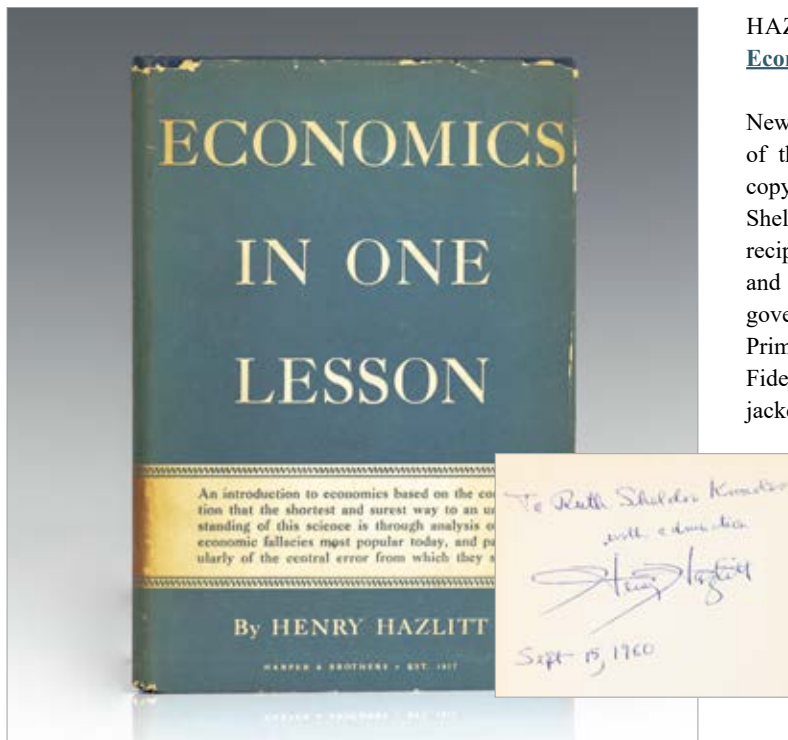 HAZ
Econ
New
of th
copy
Shel
recip
and
gove
Prim
Fide
jacke
ECONOMICS
IN ONE
LESSON
An introduction to economics based on the co
tion that the shortest and surest way to an u
standing of this science is through analysis o
economic fallacies most popular today, and pa
ularly of the central error from which they s
By HENRY HAZLITT
HARPER & BROTHERS • EST. 1817
To Ruth Sheldon Knowles
with admiration
Henry Hazlitt
Sept 15, 1960